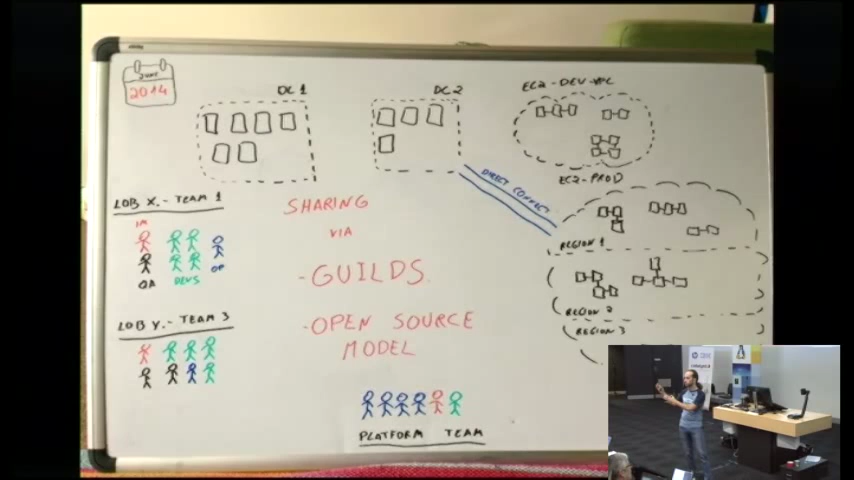 JUNE
2014
DC 1
DC 2
EC2-DEV-VPC
EC2-PROD
DIRECT CONNECT
LOB X.- TEAM 1
IM
QA
DEVS
OP
SHARING
VIA
- GUILDS.
- OPEN SOURCE
MODEL
REGION 1
REGION 2
REGION 3
LOB Y.- TEAM 3
PLATFORM TEAM